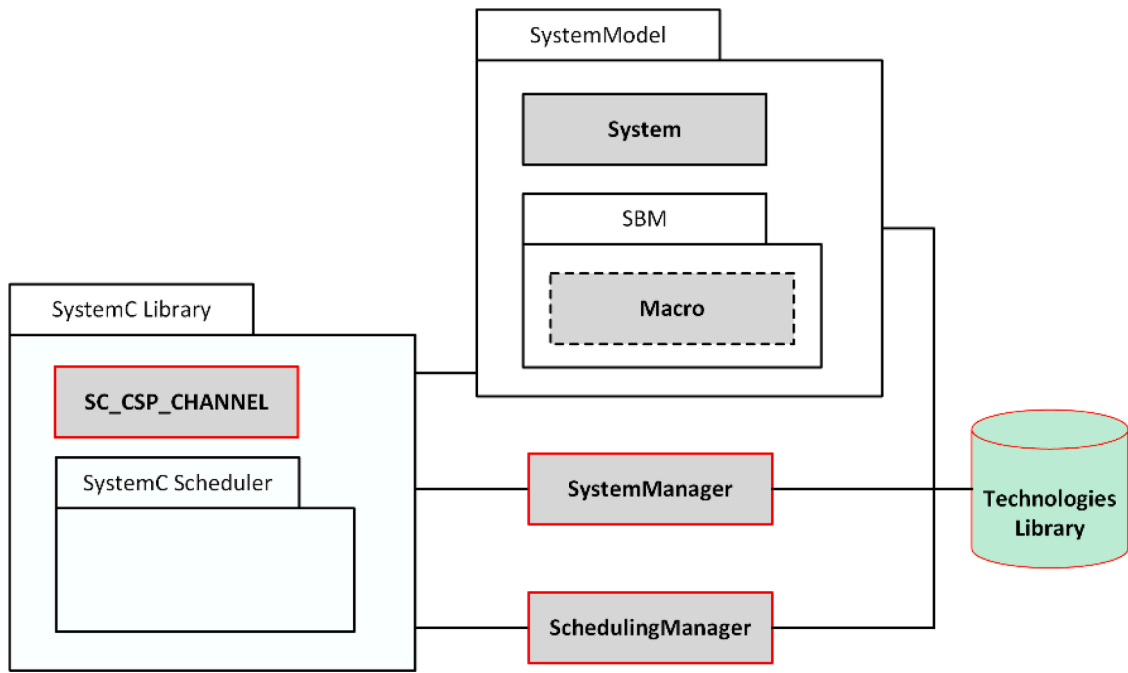 SystemModel
System
SBM
Macro
SystemC Library
SC_CSP_CHANNEL
SystemC Scheduler
SystemManager
SchedulingManager
Technologies
Library